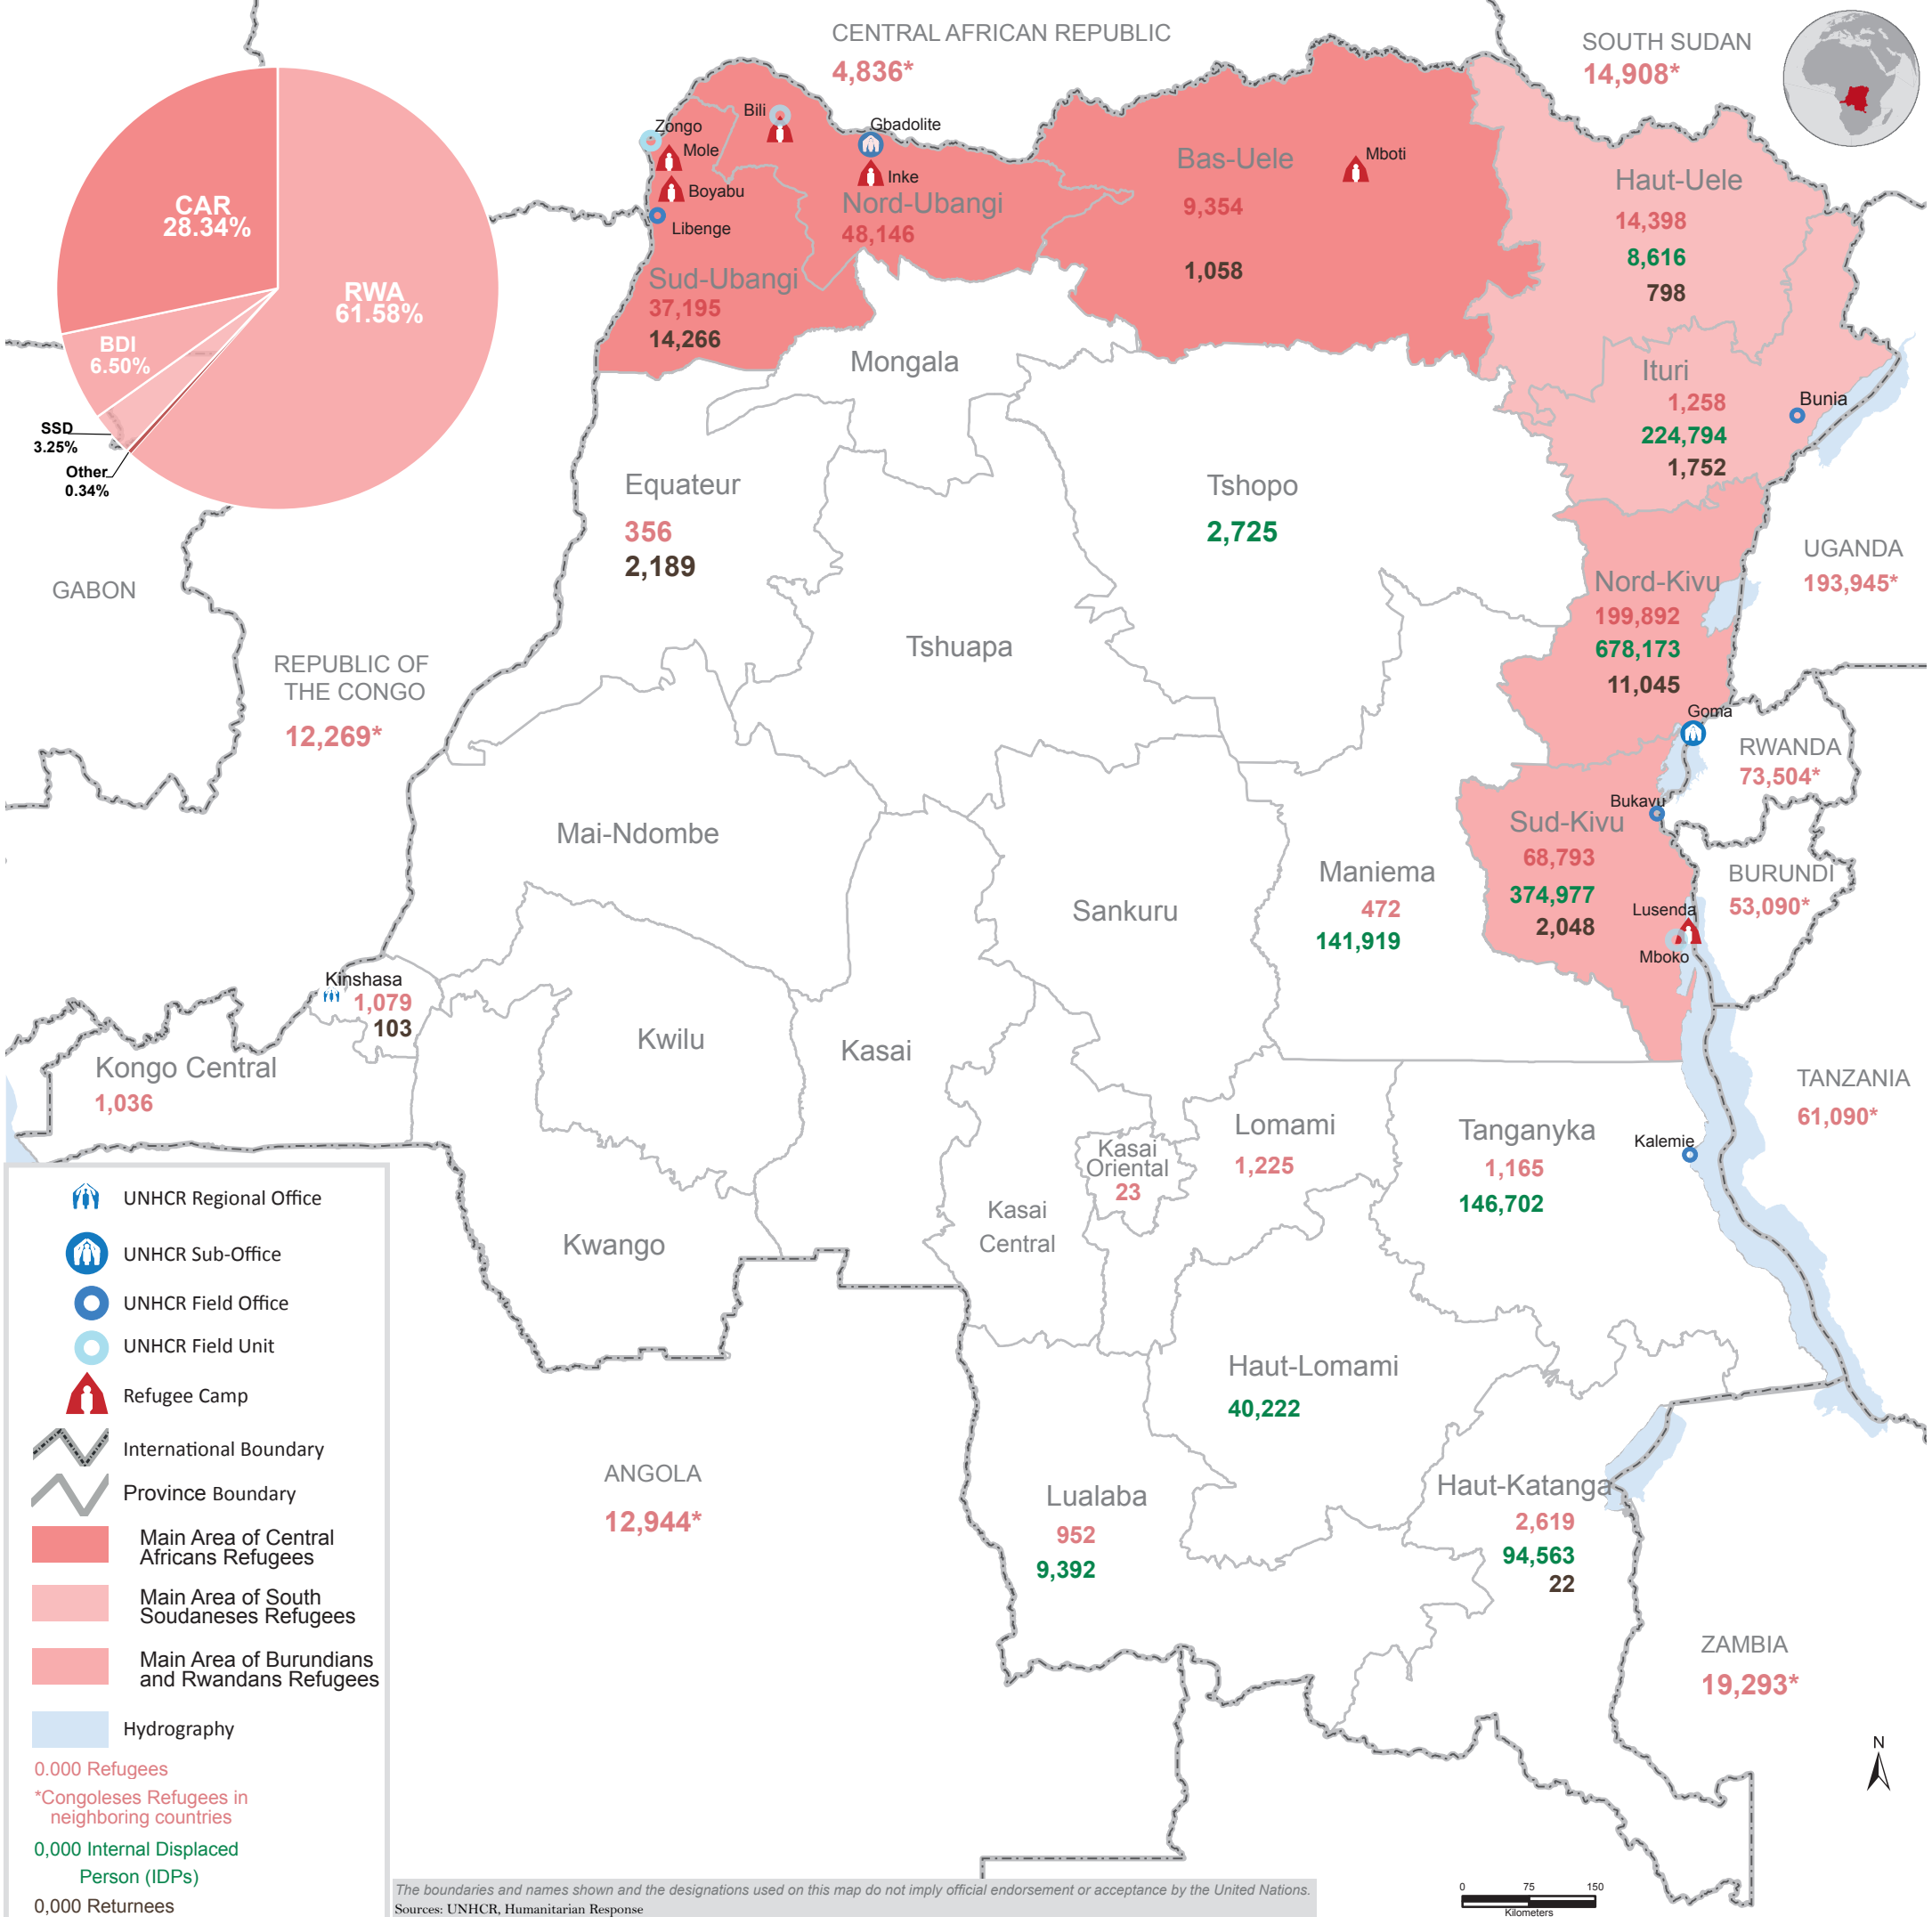 CENTRAL AFRICAN REPUBLIC
4,836*
SOUTH SUDAN
14,908*
CAR
28.34%
RWA
61.58%
BDI
6.50%
SSD
3.25%
Other
0.34%
Zongo
Mole
Boyabu
Libenge
Bili
Gbadolite
Inke
Nord-Ubangi
48,146
Sud-Ubangi
37,195
14,266
Bas-Uele
9,354
1,058
Mboti
Haut-Uele
14,398
8,616
798
Mongala
Ituri
1,258
224,794
1,752
Bunia
Equateur
356
2,189
Tshopo
2,725
GABON
REPUBLIC OF
THE CONGO
12,269*
Tshuapa
Nord-Kivu
199,892
678,173
11,045
Goma
UGANDA
193,945*
RWANDA
73,504*
Mai-Ndombe
Sankuru
Maniema
472
141,919
Bukavu
Sud-Kivu
68,793
374,977
2,048
Lusenda
Mboko
BURUNDI
53,090*
Kinshasa
1,079
103
Kongo Central
1,036
Kwilu
Kasai
Kwango
Kasai
Central
Kasai
Oriental
23
Lomami
1,225
Tanganyka
1,165
146,702
Kalemie
TANZANIA
61,090*
Haut-Lomami
40,222
ANGOLA
12,944*
Lualaba
952
9,392
Haut-Katanga
2,619
94,563
22
ZAMBIA
19,293*
UNHCR Regional Office
UNHCR Sub-Office
UNHCR Field Office
UNHCR Field Unit
Refugee Camp
International Boundary
Province Boundary
Main Area of Central
Africans Refugees
Main Area of South
Soudaneses Refugees
Main Area of Burundians
and Rwandans Refugees
Hydrography
0.000 Refugees
*Congoleses Refugees in
neighboring countries
0,000 Internal Displaced
Person (IDPs)
0,000 Returnees
The boundaries and names shown and the designations used on this map do not imply official endorsement or acceptance by the United Nations.
Sources: UNHCR, Humanitarian Response
N
0 75 150
Kilometers